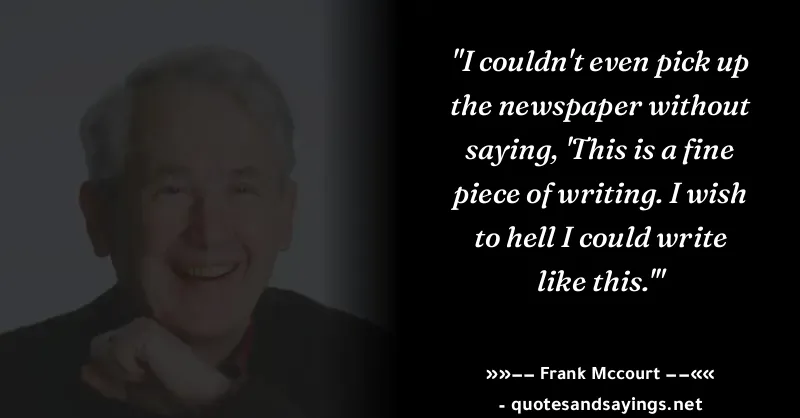 "I couldn't even pick up
the newspaper without
saying, 'This is a fine
piece of writing. I wish
to hell I could write
like this.'"
»»−− Frank Mccourt −−««
- quotesandsayings.net